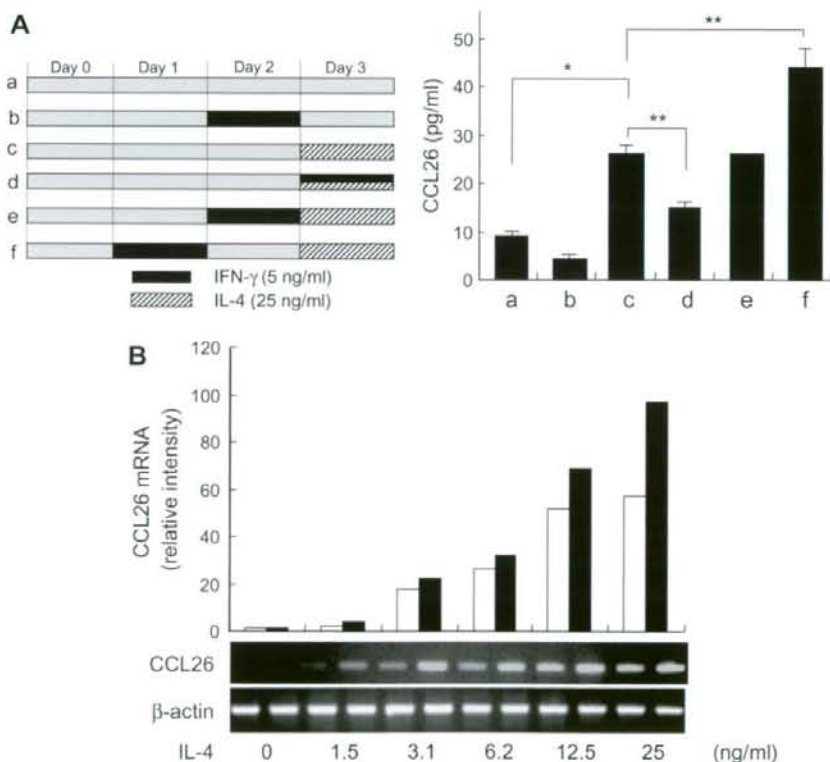 A
Day 0 Day 1 Day 2 Day 3
a
b
c
d
e
f
IFN-γ (5 ng/ml)
IL-4 (25 ng/ml)
CCL26 (pg/ml)
50
40
30
20
10
0
*
**
**
a b c d e f
B
CCL26 mRNA
(relative intensity)
120
100
80
60
40
20
0
CCL26
β-actin
IL-4 0 1.5 3.1 6.2 12.5 25 (ng/ml)